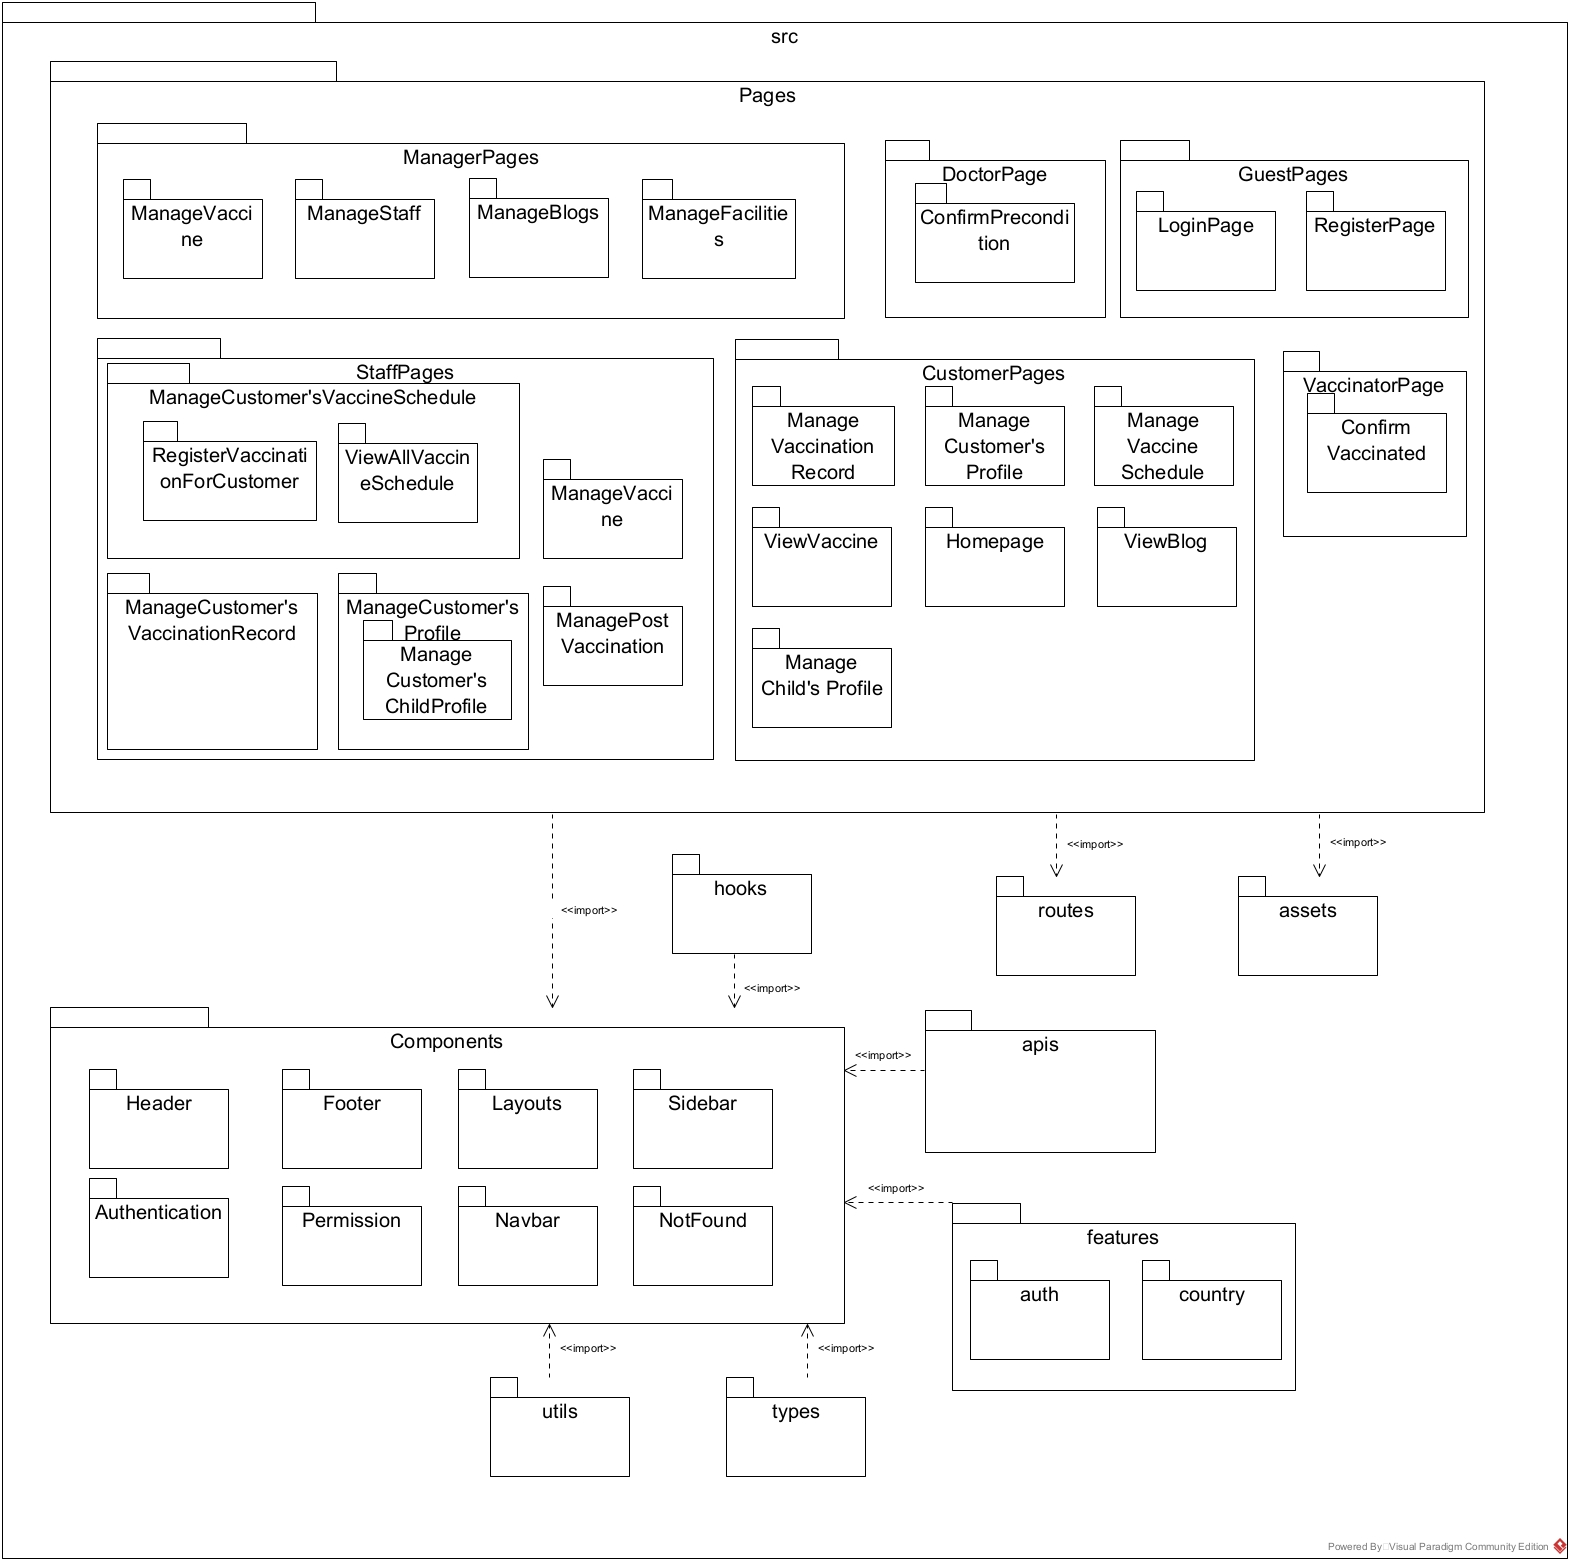 src
Pages
ManagerPages
ManageVacci
ne
ManageStaff
ManageBlogs
ManageFacilitie
s
DoctorPage
ConfirmPrecondi
tion
GuestPages
LoginPage
RegisterPage
StaffPages
ManageCustomer'sVaccineSchedule
RegisterVaccinati
onForCustomer
ViewAllVaccin
eSchedule
ManageVacci
ne
ManageCustomer's
VaccinationRecord
ManageCustomer's
Profile
Manage
Customer's
ChildProfile
ManagePost
Vaccination
CustomerPages
Manage
Vaccination
Record
Manage
Customer's
Profile
Manage
Vaccine
Schedule
ViewVaccine
Homepage
ViewBlog
Manage
Child's Profile
VaccinatorPage
Confirm
Vaccinated
<<import>>
<<import>>
<<import>>
hooks
routes
assets
<<import>>
Components
Header
Footer
Layouts
Sidebar
Authentication
Permission
Navbar
NotFound
<<import>>
apis
<<import>>
features
auth
country
<<import>>
<<import>>
utils
types
Powered By Visual Paradigm Community Edition